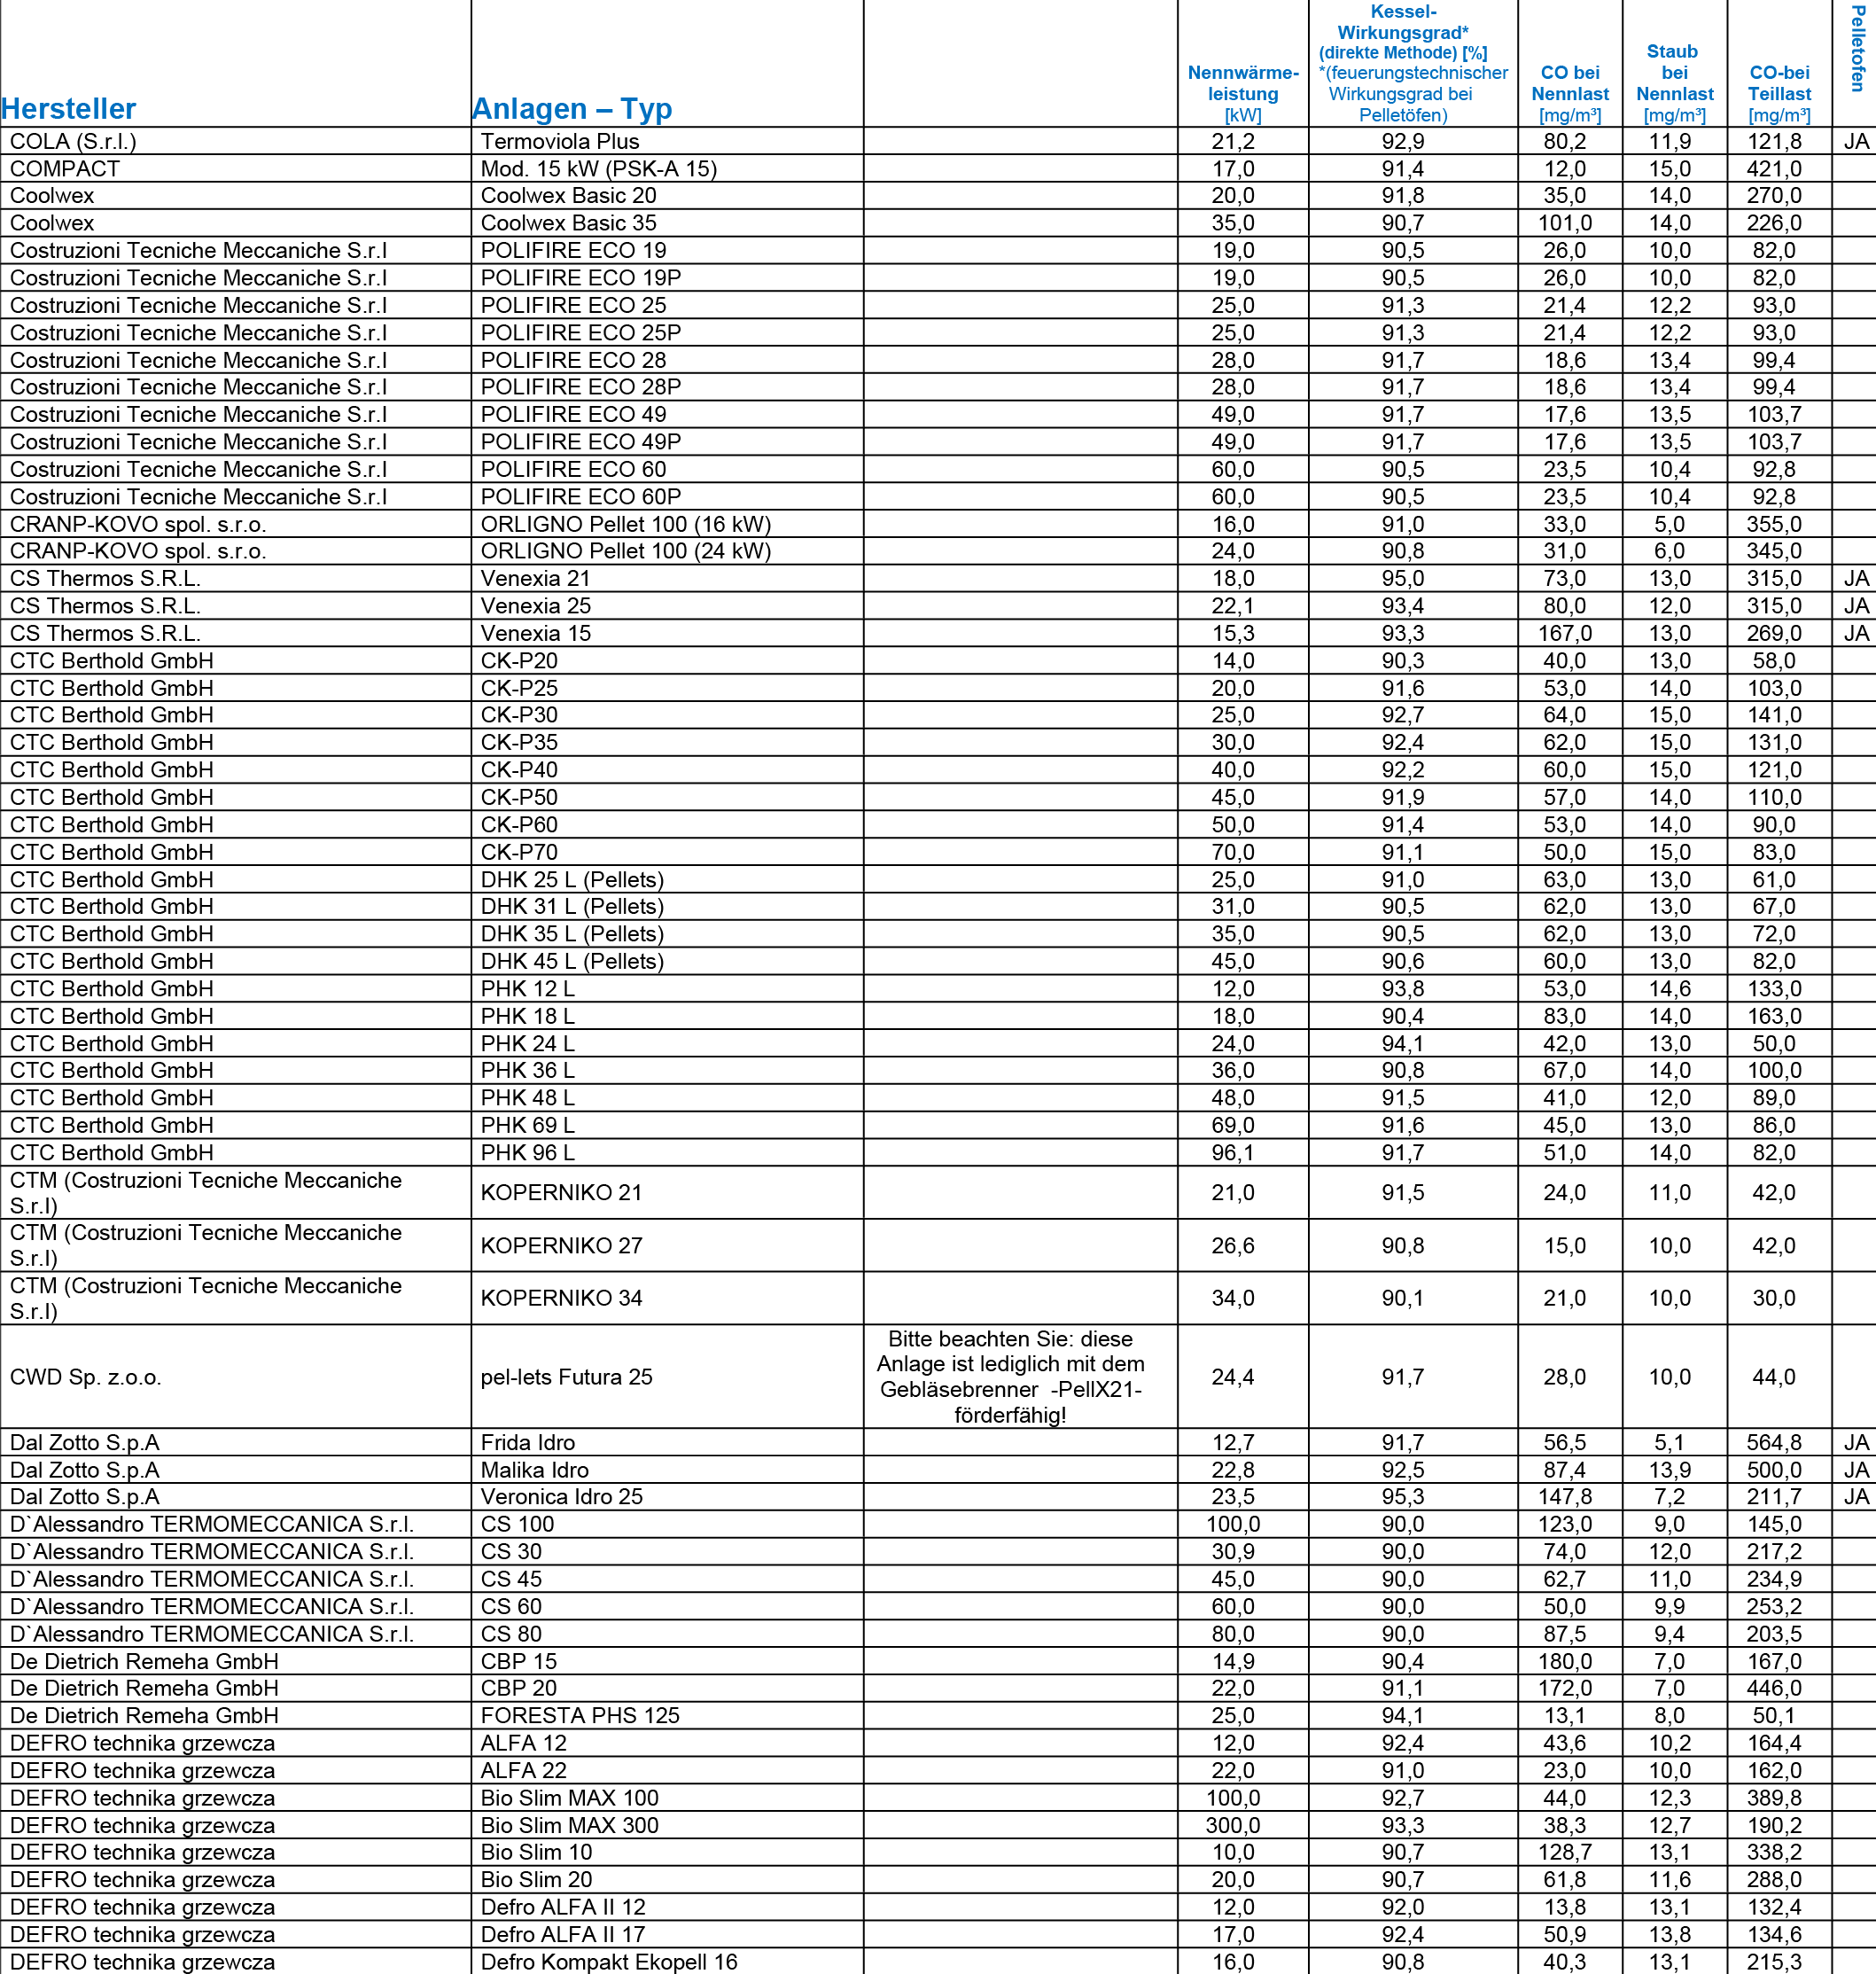 Hersteller Anlagen – Typ Nennwärme-leistung [kW] Kessel-Wirkungsgrad* (direkte Methode) [%] *(feuerungstechnischer Wirkungsgrad bei Pelletöfen) CO bei Nennlast [mg/m³] Staub bei Nennlast [mg/m³] CO-bei Teillast [mg/m³] Pelletofen
COLA (S.r.l.) Termoviola Plus 21,2 92,9 80,2 11,9 121,8 JA
COMPACT Mod. 15 kW (PSK-A 15) 17,0 91,4 12,0 15,0 421,0
Coolwex Coolwex Basic 20 20,0 91,8 35,0 14,0 270,0
Coolwex Coolwex Basic 35 35,0 90,7 101,0 14,0 226,0
Costruzioni Tecniche Meccaniche S.r.l POLIFIRE ECO 19 19,0 90,5 26,0 10,0 82,0
Costruzioni Tecniche Meccaniche S.r.l POLIFIRE ECO 19P 19,0 90,5 26,0 10,0 82,0
Costruzioni Tecniche Meccaniche S.r.l POLIFIRE ECO 25 25,0 91,3 21,4 12,2 93,0
Costruzioni Tecniche Meccaniche S.r.l POLIFIRE ECO 25P 25,0 91,3 21,4 12,2 93,0
Costruzioni Tecniche Meccaniche S.r.l POLIFIRE ECO 28 28,0 91,7 18,6 13,4 99,4
Costruzioni Tecniche Meccaniche S.r.l POLIFIRE ECO 28P 28,0 91,7 18,6 13,4 99,4
Costruzioni Tecniche Meccaniche S.r.l POLIFIRE ECO 49 49,0 91,7 17,6 13,5 103,7
Costruzioni Tecniche Meccaniche S.r.l POLIFIRE ECO 49P 49,0 91,7 17,6 13,5 103,7
Costruzioni Tecniche Meccaniche S.r.l POLIFIRE ECO 60 60,0 90,5 23,5 10,4 92,8
Costruzioni Tecniche Meccaniche S.r.l POLIFIRE ECO 60P 60,0 90,5 23,5 10,4 92,8
CRANP-KOVO spol. s.r.o. ORLIGNO Pellet 100 (16 kW) 16,0 91,0 33,0 5,0 355,0
CRANP-KOVO spol. s.r.o. ORLIGNO Pellet 100 (24 kW) 24,0 90,8 31,0 6,0 345,0
CS Thermos S.R.L. Venexia 21 18,0 95,0 73,0 13,0 315,0 JA
CS Thermos S.R.L. Venexia 25 22,1 93,4 80,0 12,0 315,0 JA
CS Thermos S.R.L. Venexia 15 15,3 93,3 167,0 13,0 269,0 JA
CTC Berthold GmbH CK-P20 14,0 90,3 40,0 13,0 58,0
CTC Berthold GmbH CK-P25 20,0 91,6 53,0 14,0 103,0
CTC Berthold GmbH CK-P30 25,0 92,7 64,0 15,0 141,0
CTC Berthold GmbH CK-P35 30,0 92,4 62,0 15,0 131,0
CTC Berthold GmbH CK-P40 40,0 92,2 60,0 15,0 121,0
CTC Berthold GmbH CK-P50 45,0 91,9 57,0 14,0 110,0
CTC Berthold GmbH CK-P60 50,0 91,4 53,0 14,0 90,0
CTC Berthold GmbH CK-P70 70,0 91,1 50,0 15,0 83,0
CTC Berthold GmbH DHK 25 L (Pellets) 25,0 91,0 63,0 13,0 61,0
CTC Berthold GmbH DHK 31 L (Pellets) 31,0 90,5 62,0 13,0 67,0
CTC Berthold GmbH DHK 35 L (Pellets) 35,0 90,5 62,0 13,0 72,0
CTC Berthold GmbH DHK 45 L (Pellets) 45,0 90,6 60,0 13,0 82,0
CTC Berthold GmbH PHK 12 L 12,0 93,8 53,0 14,6 133,0
CTC Berthold GmbH PHK 18 L 18,0 90,4 83,0 14,0 163,0
CTC Berthold GmbH PHK 24 L 24,0 94,1 42,0 13,0 50,0
CTC Berthold GmbH PHK 36 L 36,0 90,8 67,0 14,0 100,0
CTC Berthold GmbH PHK 48 L 48,0 91,5 41,0 12,0 89,0
CTC Berthold GmbH PHK 69 L 69,0 91,6 45,0 13,0 86,0
CTC Berthold GmbH PHK 96 L 96,1 91,7 51,0 14,0 82,0
CTM (Costruzioni Tecniche Meccaniche
S.r.l) KOPERNIKO 21 21,0 91,5 24,0 11,0 42,0
CTM (Costruzioni Tecniche Meccaniche
S.r.l) KOPERNIKO 27 26,6 90,8 15,0 10,0 42,0
CTM (Costruzioni Tecniche Meccaniche
S.r.l) KOPERNIKO 34 34,0 90,1 21,0 10,0 30,0
CWD Sp. z.o.o. pel-lets Futura 25 Bitte beachten Sie: diese
Anlage ist lediglich mit dem
Gebläsebrenner -PellX21-
förderfähig! 24,4 91,7 28,0 10,0 44,0
Dal Zotto S.p.A Frida Idro 12,7 91,7 56,5 5,1 564,8 JA
Dal Zotto S.p.A Malika Idro 22,8 92,5 87,4 13,9 500,0 JA
Dal Zotto S.p.A Veronica Idro 25 23,5 95,3 147,8 7,2 211,7 JA
D`Alessandro TERMOMECCANICA S.r.l. CS 100 100,0 90,0 123,0 9,0 145,0
D`Alessandro TERMOMECCANICA S.r.l. CS 30 30,9 90,0 74,0 12,0 217,2
D`Alessandro TERMOMECCANICA S.r.l. CS 45 45,0 90,0 62,7 11,0 234,9
D`Alessandro TERMOMECCANICA S.r.l. CS 60 60,0 90,0 50,0 9,9 253,2
D`Alessandro TERMOMECCANICA S.r.l. CS 80 80,0 90,0 87,5 9,4 203,5
De Dietrich Remeha GmbH CBP 15 14,9 90,4 180,0 7,0 167,0
De Dietrich Remeha GmbH CBP 20 22,0 91,1 172,0 7,0 446,0
De Dietrich Remeha GmbH FORESTA PHS 125 25,0 94,1 13,1 8,0 50,1
DEFRO technika grzewcza ALFA 12 12,0 92,4 43,6 10,2 164,4
DEFRO technika grzewcza ALFA 22 22,0 91,0 23,0 10,0 162,0
DEFRO technika grzewcza Bio Slim MAX 100 100,0 92,7 44,0 12,3 389,8
DEFRO technika grzewcza Bio Slim MAX 300 300,0 93,3 38,3 12,7 190,2
DEFRO technika grzewcza Bio Slim 10 10,0 90,7 128,7 13,1 338,2
DEFRO technika grzewcza Bio Slim 20 20,0 90,7 61,8 11,6 288,0
DEFRO technika grzewcza Defro ALFA II 12 12,0 92,0 13,8 13,1 132,4
DEFRO technika grzewcza Defro ALFA II 17 17,0 92,4 50,9 13,8 134,6
DEFRO technika grzewcza Defro Kompakt Ekopell 16 16,0 90,8 40,3 13,1 215,3